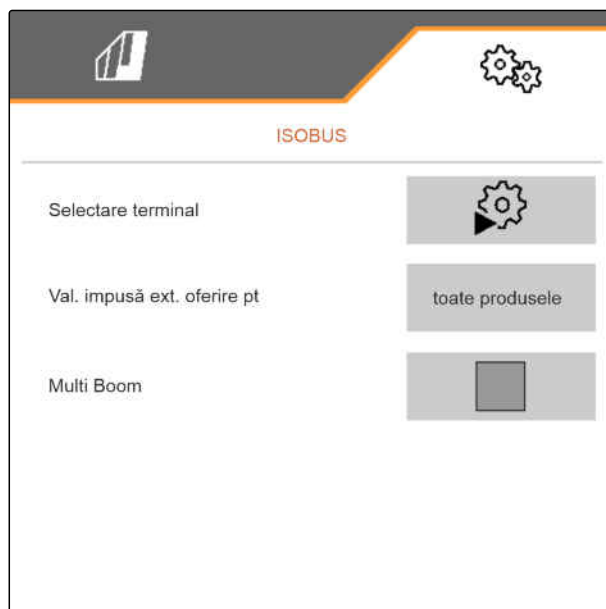 ISOBUS
Selectare terminal
Val. impusă ext. oferire pt
toate produsele
Multi Boom